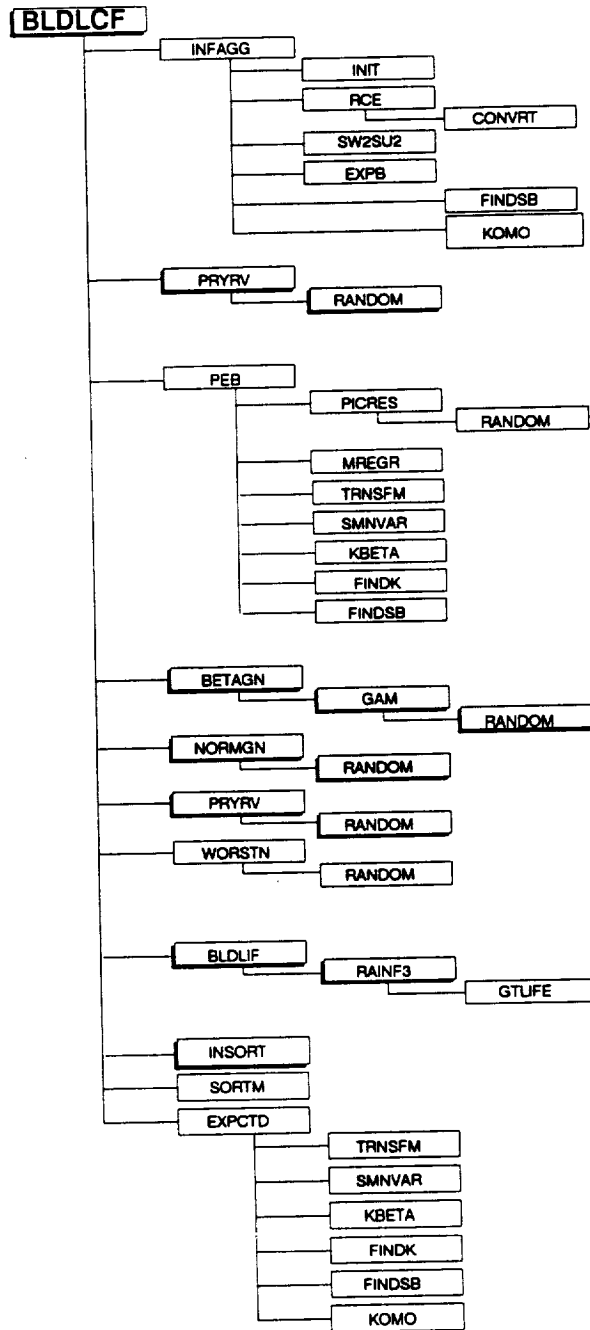 BLDLCF
INFAGG
INIT
RCE
CONVRT
SW2SU2
EXPB
FINDSB
KOMO
PRYRV
RANDOM
PEB
PICRES
RANDOM
MREGR
TRNSFM
SMNVAR
KBETA
FINDK
FINDSB
BETAGN
GAM
RANDOM
NORMGN
RANDOM
PRYRV
RANDOM
WORSTN
RANDOM
BLDLIF
RAINF3
GTLIFE
INSORT
SORTM
EXPCTD
TRNSFM
SMNVAR
KBETA
FINDK
FINDSB
KOMO